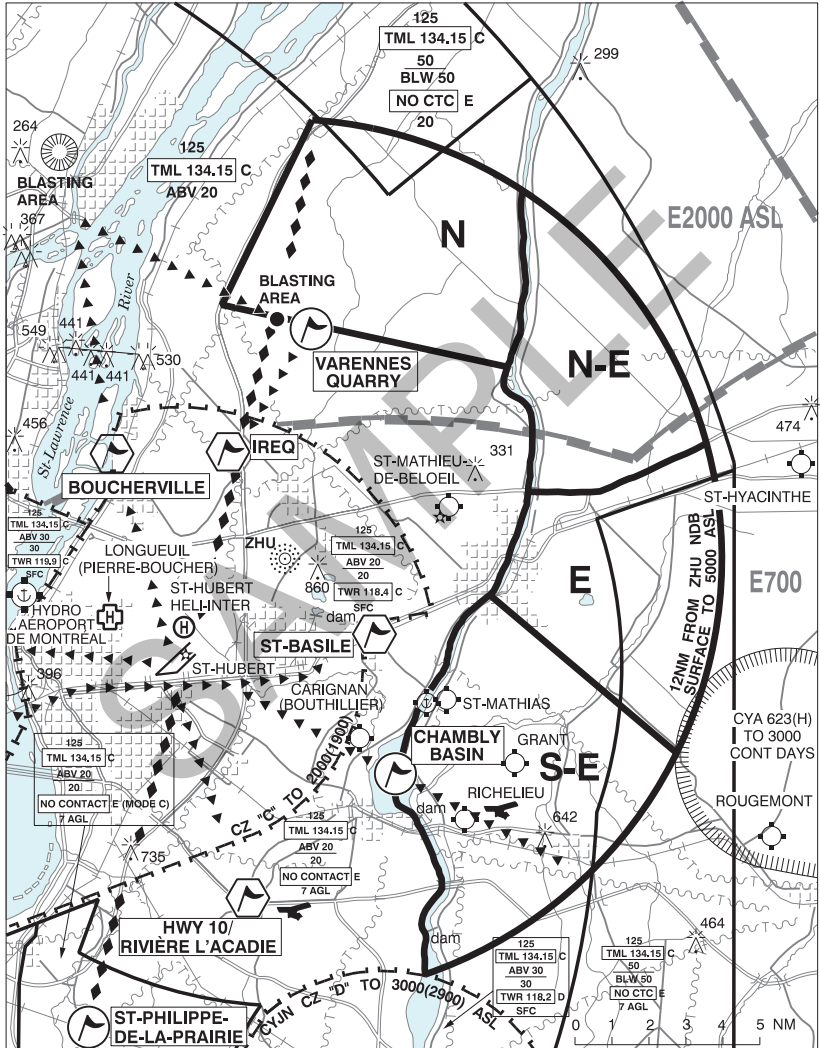 125
TML 134.15 C
50
BLW 50
NO CTC E
20
299
264
BLASTING
AREA
125
TML 134.15 C
ABV 20
367
N
E2000 ASL
River
BLASTING
AREA
549
441
441
441
530
VARENNES
QUARRY
N-E
St-Lawrence
456
IREQ
331
474
BOUCHERVILLE
ST-MATHIEU-
DE-BELOEIL
ST-HYACINTHE
125
TML 134.15 C
ABV 30
30
TWR 119.9 C
SFC
LONGUEUIL
(PIERRE-BOUCHER)
ZHU
860
125
TML 134.15 C
ABV 20
20
TWR 118.4 C
SFC
dam
E
E700
12NM FROM ZHU NDB
SURFACE TO 5000 ASL
HYDRO
AÉROPORT
DE MONTRÉAL
H
ST-HUBERT
HELI-INTER
H
ST-BASILE
ST-HUBERT
396
CARIGNAN
(BOUTHILLIER)
ST-MATHIAS
CHAMBLY
BASIN
GRANT
S-E
CYA 623(H)
TO 3000
CONT DAYS
125
TML 134.15 C
ABV 20
20
NO CONTACT E (MODE C)
7 AGL
RICHELIEU
ROUGEMONT
dam
642
CZ "C" TO 2000(1900)
735
125
TML 134.15 C
ABV 20
20
NO CONTACT E
7 AGL
HWY 10/
RIVIÈRE L'ACADIE
464
dam
125
TML 134.15 C
ABV 30
30
TWR 118.2 D
SFC
125
TML 134.15 C
50
BLW 50
NO CTC E
7 AGL
CYJN CZ "D" TO 3000(2900) ASL
ST-PHILIPPE-
DE-LA-PRAIRIE
0 1 2 3 4 5 NM
SAMPLE